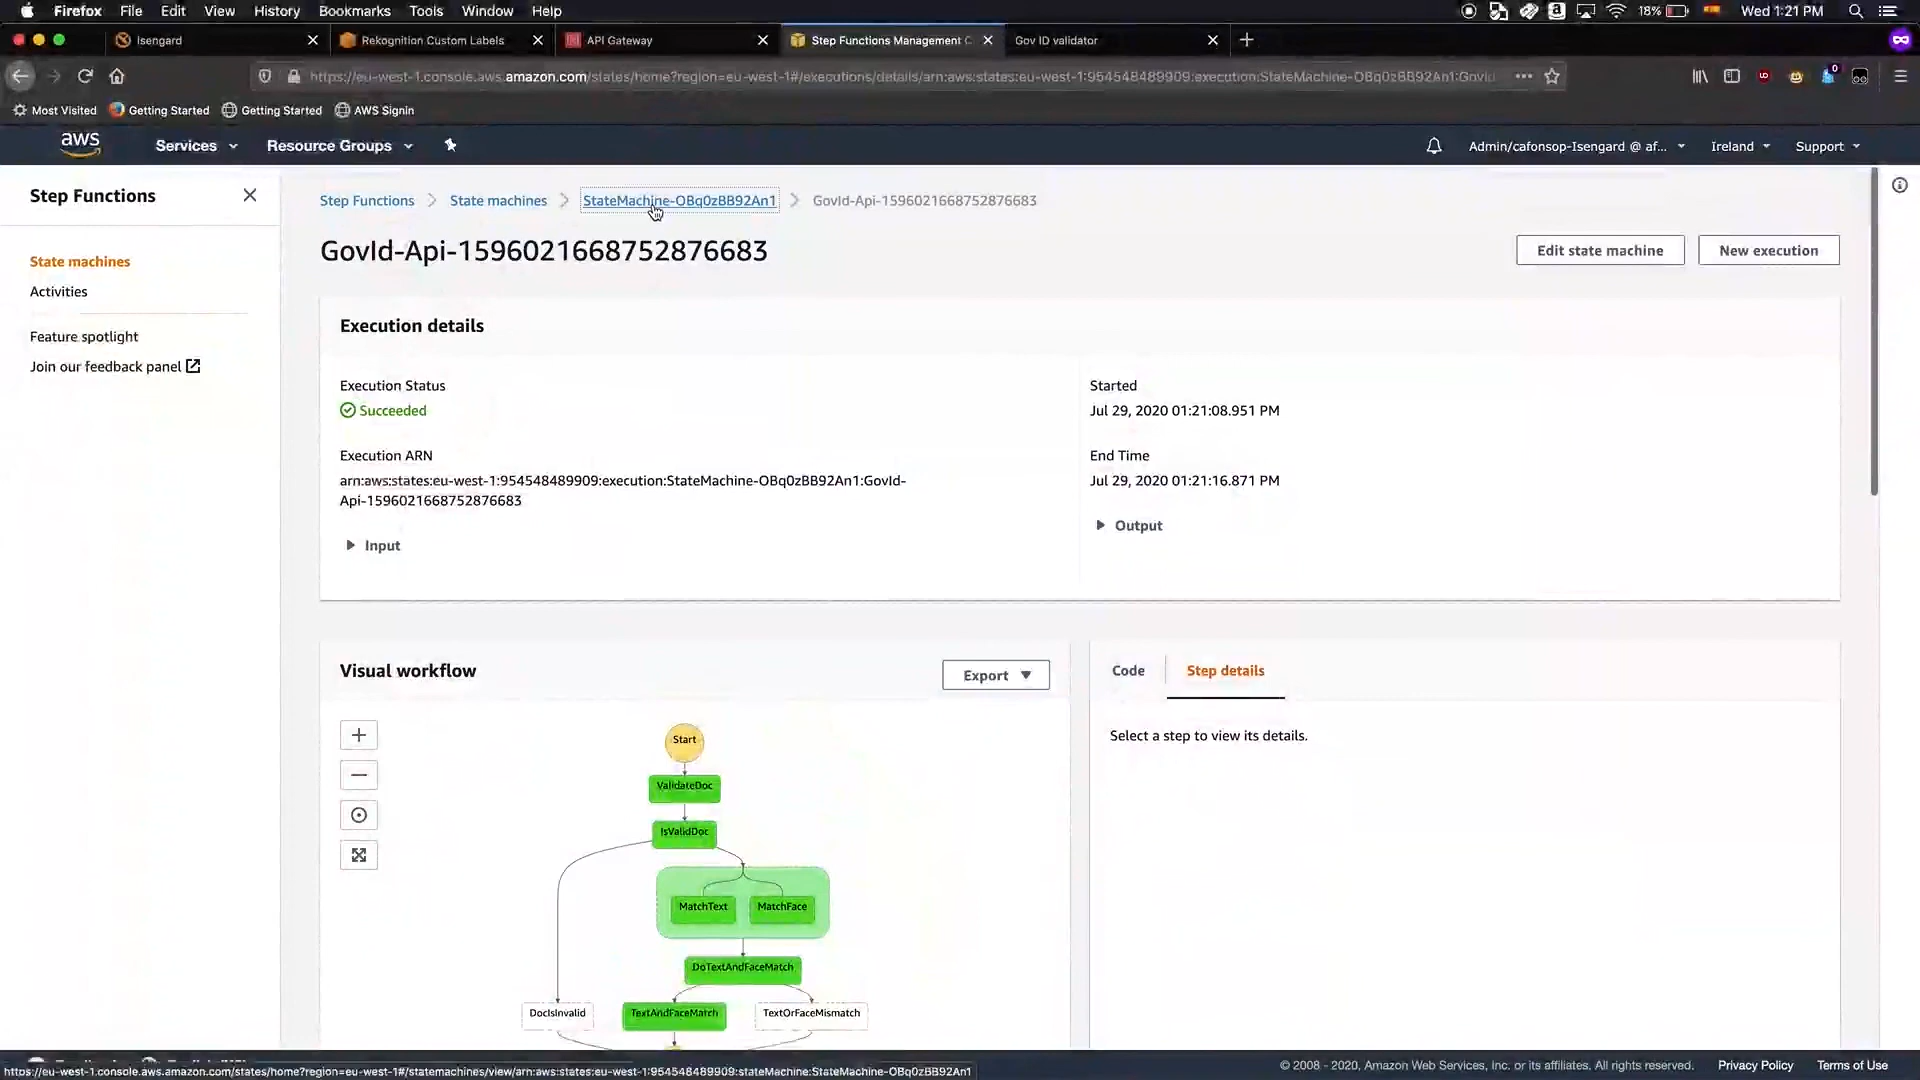 Firefox File Edit View History Bookmarks Tools Window Help
18% Wed 1:21 PM
Isengard
Rekognition Custom Labels
API Gateway
Step Functions Management C
Gov ID validator
https://eu-west-1.console.aws.amazon.com/states/home?region=eu-west-1#/executions/details/arn:aws:states:eu-west-1:954548489909:execution:StateMachine-OBq0zBB92An1:GovId
0
Most Visited Getting Started Getting Started AWS Signin
aws Services Resource Groups
Admin/cafonsop-Isengard @ af... Ireland Support
Step Functions
State machines
Activities
Feature spotlight
Join our feedback panel
Step Functions State machines StateMachine-OBq0zBB92An1 GovId-Api-1596021668752876683
GovId-Api-1596021668752876683
Edit state machine New execution
Execution details
Execution Status
Succeeded
Execution ARN
arn:aws:states:eu-west-1:954548489909:execution:StateMachine-OBq0zBB92An1:GovId-
Api-1596021668752876683
Input
Started
Jul 29, 2020 01:21:08.951 PM
End Time
Jul 29, 2020 01:21:16.871 PM
Output
Visual workflow
Export
Start
ValidateDoc
IsValidDoc
MatchText MatchFace
DoTextAndFaceMatch
DocIsInvalid TextAndFaceMatch TextOrFaceMismatch
Code Step details
Select a step to view its details.
© 2008 - 2020, Amazon Web Services, Inc. or its affiliates. All rights reserved. Privacy Policy Terms of Use
https://eu-west-1.console.aws.amazon.com/states/home?region=eu-west-1#/statemachines/view/arn:aws:states:eu-west-1:954548489909:stateMachine:StateMachine-OBq0zBB92An1